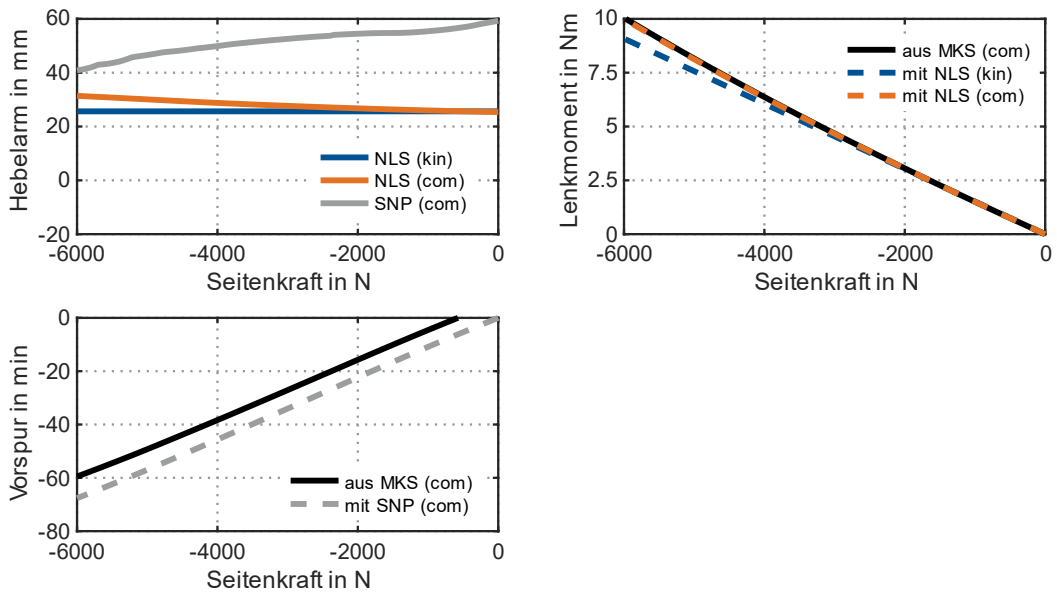 60
40
20
0
-20
Hebelarm in mm
NLS (kin)
NLS (com)
SNP (com)
-6000 -4000 -2000 0
Seitenkraft in N
10
7.5
5
2.5
0
Lenkmoment in Nm
aus MKS (com)
mit NLS (kin)
mit NLS (com)
-6000 -4000 -2000 0
Seitenkraft in N
0
-20
-40
-60
-80
Vorspur in min
aus MKS (com)
mit SNP (com)
-6000 -4000 -2000 0
Seitenkraft in N